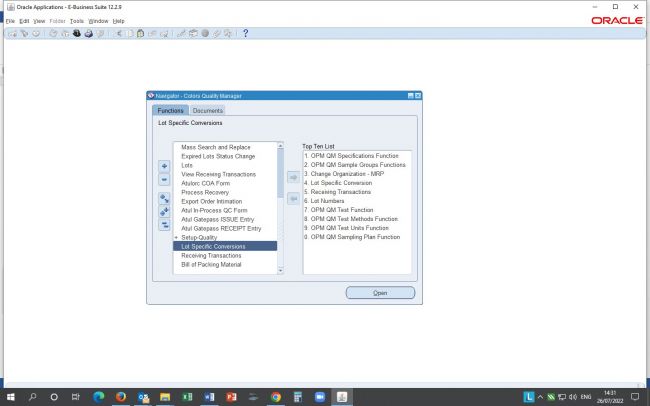 Oracle Applications - E-Business Suite 12.2.9
File Edit View Folder Tools Window Help
ORACLE
Navigator - Colors Quality Manager
Functions Documents
Lot Specific Conversions
Mass Search and Replace
Expired Lots Status Change
Lots
View Receiving Transactions
Atulorc COA Form
Process Recovery
Export Order Intimation
Atul In-Process QC Form
Atul Gatepass ISSUE Entry
Atul Gatepass RECEIPT Entry
+ Setup-Quality
Lot Specific Conversions
Receiving Transactions
Bill of Packing Material
Top Ten List
1. OPM QM Specifications Function
2. OPM QM Sample Groups Functions
3. Change Organization - MRP
4. Lot Specific Conversion
5. Receiving Transactions
6. Lot Numbers
7. OPM QM Test Function
8. OPM QM Test Methods Function
9. OPM QM Test Units Function
0. OPM QM Sampling Plan Function
Open
ENG
14:31
26/07/2022